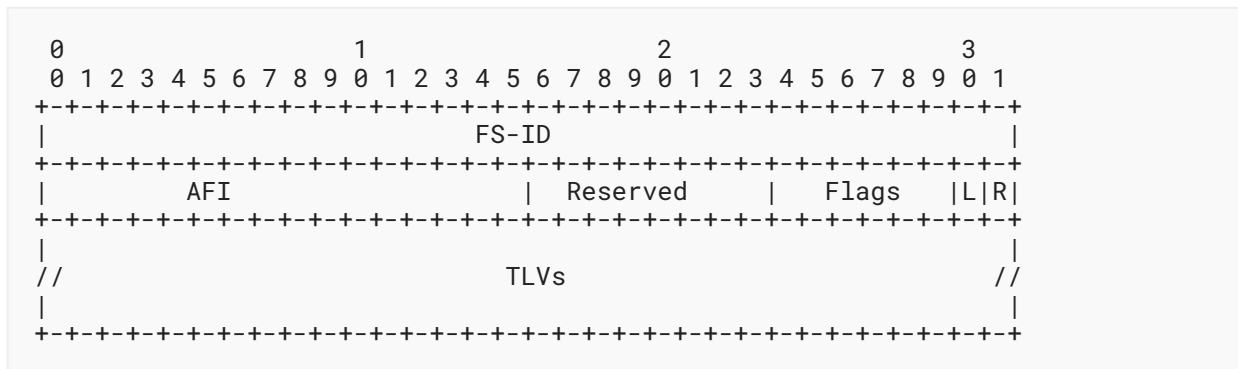 0                   1                   2                   3
 0 1 2 3 4 5 6 7 8 9 0 1 2 3 4 5 6 7 8 9 0 1 2 3 4 5 6 7 8 9 0 1
+-+-+-+-+-+-+-+-+-+-+-+-+-+-+-+-+-+-+-+-+-+-+-+-+-+-+-+-+-+-+-+-+
|                            FS-ID                              |
+-+-+-+-+-+-+-+-+-+-+-+-+-+-+-+-+-+-+-+-+-+-+-+-+-+-+-+-+-+-+-+-+
|         AFI                   |  Reserved     |   Flags   |L|R|
+-+-+-+-+-+-+-+-+-+-+-+-+-+-+-+-+-+-+-+-+-+-+-+-+-+-+-+-+-+-+-+-+
|                                                               |
//                             TLVs                            //
|                                                               |
+-+-+-+-+-+-+-+-+-+-+-+-+-+-+-+-+-+-+-+-+-+-+-+-+-+-+-+-+-+-+-+-+